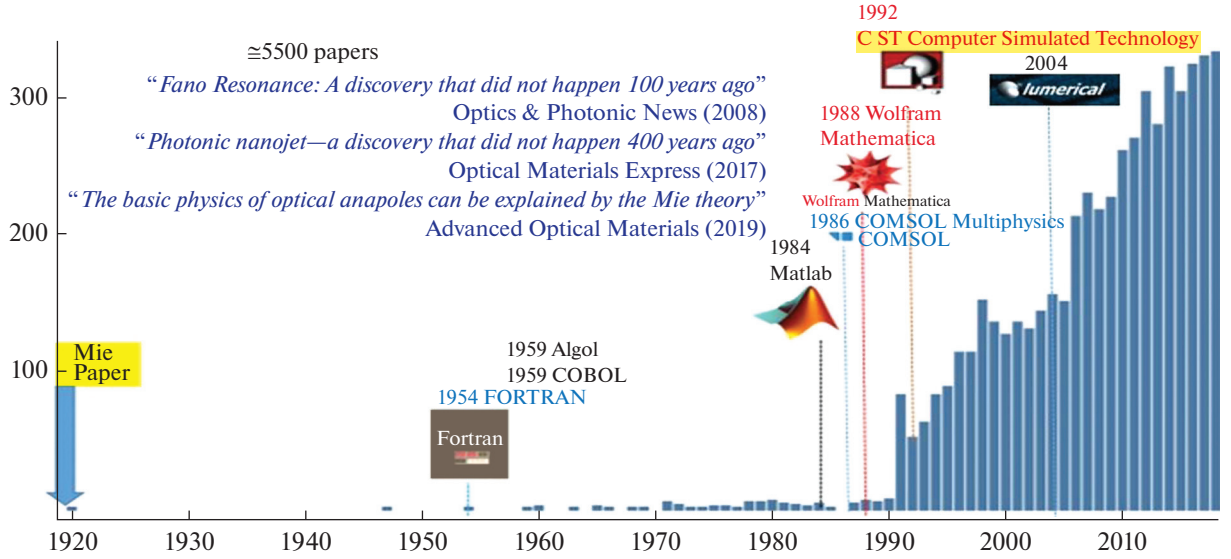 1992
C ST Computer Simulated Technology
≅5500 papers
“Fano Resonance: A discovery that did not happen 100 years ago”
Optics & Photonic News (2008)
“Photonic nanojet—a discovery that did not happen 400 years ago”
Optical Materials Express (2017)
“The basic physics of optical anapoles can be explained by the Mie theory”
Advanced Optical Materials (2019)
2004
lumerical
1988 Wolfram
Mathematica
Wolfram Mathematica
1986 COMSOL Multiphysics
COMSOL
1984
Matlab
Mie
Paper
1959 Algol
1959 COBOL
1954 FORTRAN
Fortran
300
200
100
1920 1930 1940 1950 1960 1970 1980 1990 2000 2010